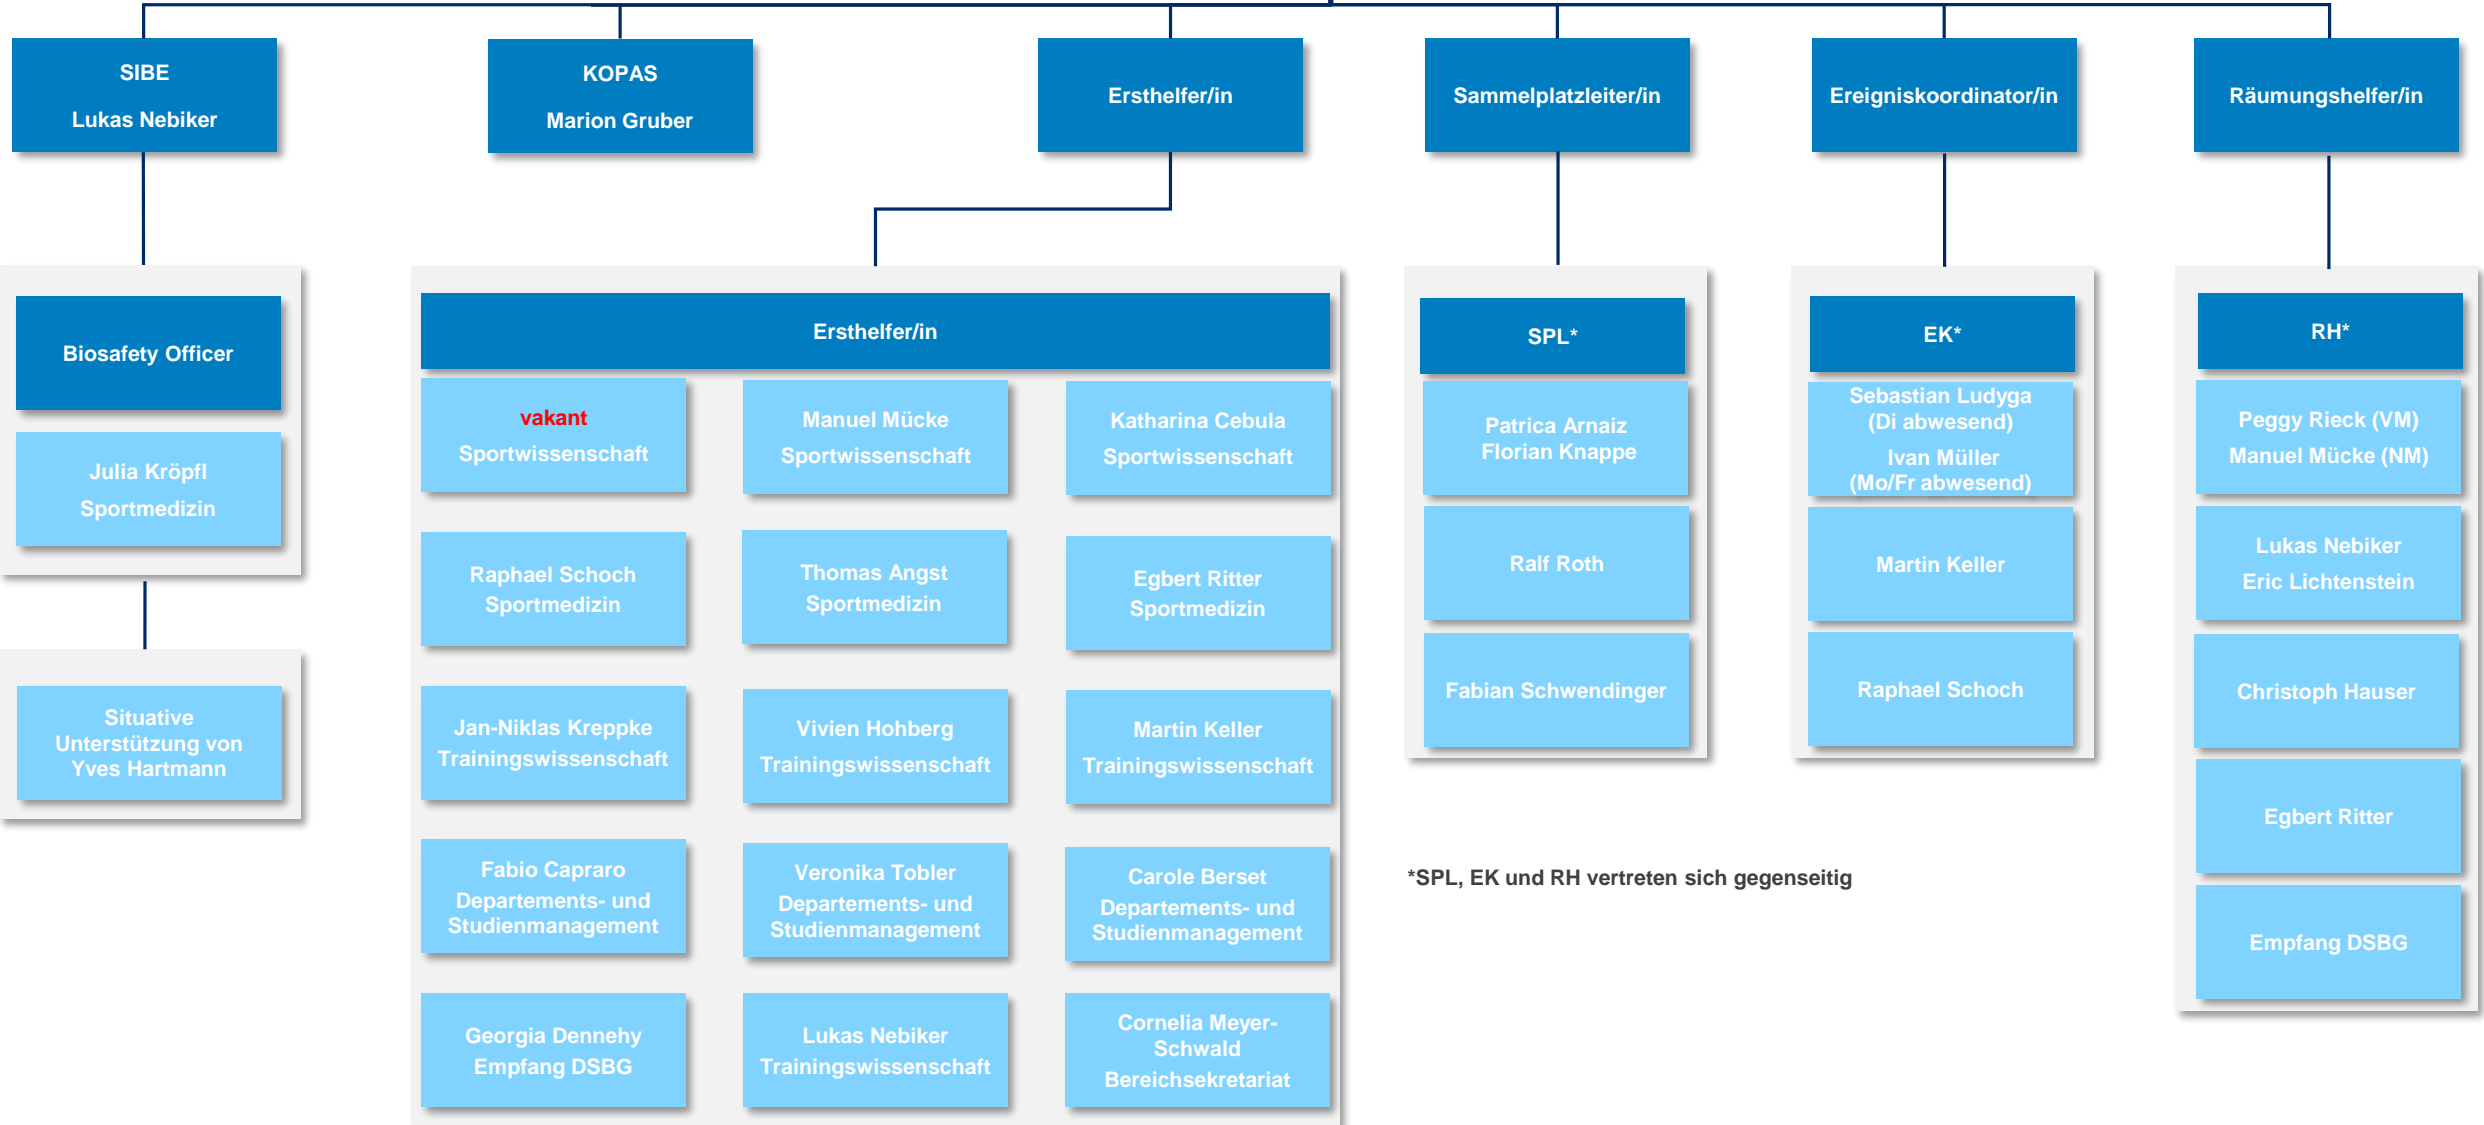 SIBE
Lukas Nebiker
KOPAS
Marion Gruber
Ersthelfer/in
Sammelplatzleiter/in
Ereigniskoordinator/in
Räumungshelfer/in
Biosafety Officer
Julia Kröpfl
Sportmedizin
Situative
Unterstützung von
Yves Hartmann
Ersthelfer/in
vakant
Sportwissenschaft
Manuel Mücke
Sportwissenschaft
Katharina Cebula
Sportwissenschaft
Raphael Schoch
Sportmedizin
Thomas Angst
Sportmedizin
Egbert Ritter
Sportmedizin
Jan-Niklas Kreppke
Trainingswissenschaft
Vivien Hohberg
Trainingswissenschaft
Martin Keller
Trainingswissenschaft
Fabio Capraro
Departements- und
Studienmanagement
Veronika Tobler
Departements- und
Studienmanagement
Carole Berset
Departements- und
Studienmanagement
Georgia Dennehy
Empfang DSBG
Lukas Nebiker
Trainingswissenschaft
Cornelia Meyer-
Schwald
Bereichsekretariat
SPL*
Patrica Arnaiz
Florian Knappe
Ralf Roth
Fabian Schwendinger
EK*
Sebastian Ludyga
(Di abwesend)
Ivan Müller
(Mo/Fr abwesend)
Martin Keller
Raphael Schoch
RH*
Peggy Rieck (VM)
Manuel Mücke (NM)
Lukas Nebiker
Eric Lichtenstein
Christoph Hauser
Egbert Ritter
Empfang DSBG
*SPL, EK und RH vertreten sich gegenseitig